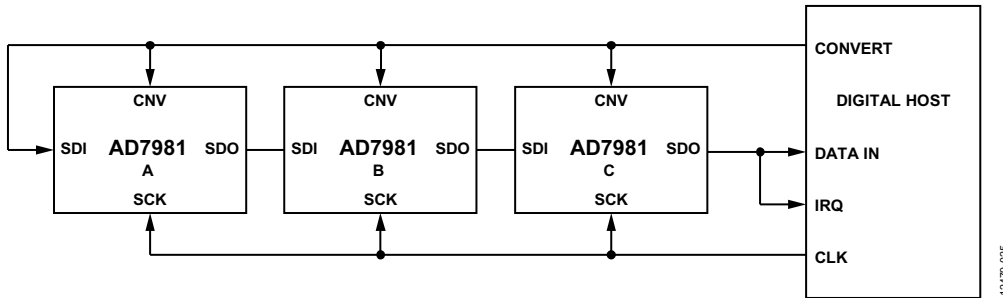 CONVERT
DIGITAL HOST
DATA IN
IRQ
CLK
CNV
SDI AD7981 SDO
A
SCK
CNV
SDI AD7981 SDO
B
SCK
CNV
SDI AD7981 SDO
C
SCK